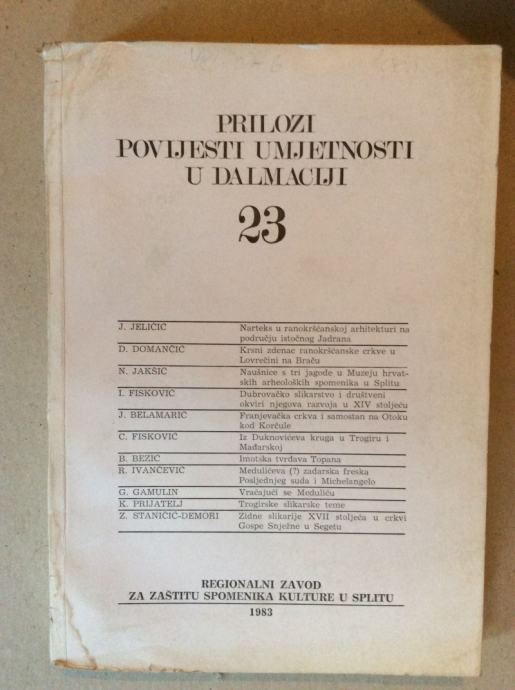 PRILOZI
POVIJESTI UMJETNOSTI
U DALMACIJI
23
J. JELIČIĆ Narteks u ranokršćanskoj arhitekturi na
području istočnog Jadrana
D. DOMANČIĆ Krsni zdenac ranokršćanske crkve u
Lovrečini na Braču
N. JAKŠIĆ Naušnice s tri jagode u Muzeju hrvat-
skih arheoloških spomenika u Splitu
I. FISKOVIĆ Dubrovačko slikarstvo i društveni
okviri njegova razvoja u XIV stoljeću
J. BELAMARIĆ Franjevačka crkva i samostan na Otoku
kod Korčule
C. FISKOVIĆ Iz Duknovićeva kruga u Trogiru i
Mađarskoj
B. BEZIĆ Imotska tvrđava Topana
R. IVANČEVIĆ Medulićeva (?) zadarska freska
Posljednjeg suda i Michelangelo
G. GAMULIN Vraćajući se Meduliću
K. PRIJATELJ Trogirske slikarske teme
Z. STANIČIĆ-DEMORI Zidne slikarije XVII stoljeća u crkvi
Gospe Snježne u Segetu
REGIONALNI ZAVOD
ZA ZAŠTITU SPOMENIKA KULTURE U SPLITU
1983